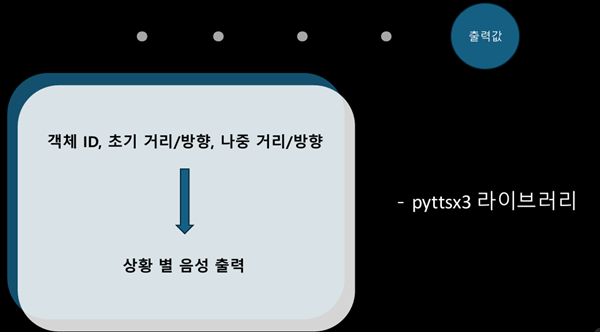 출력값
객체 ID, 초기 거리/방향, 나중 거리/방향
상황 별 음성 출력
- pyttsx3 라이브러리